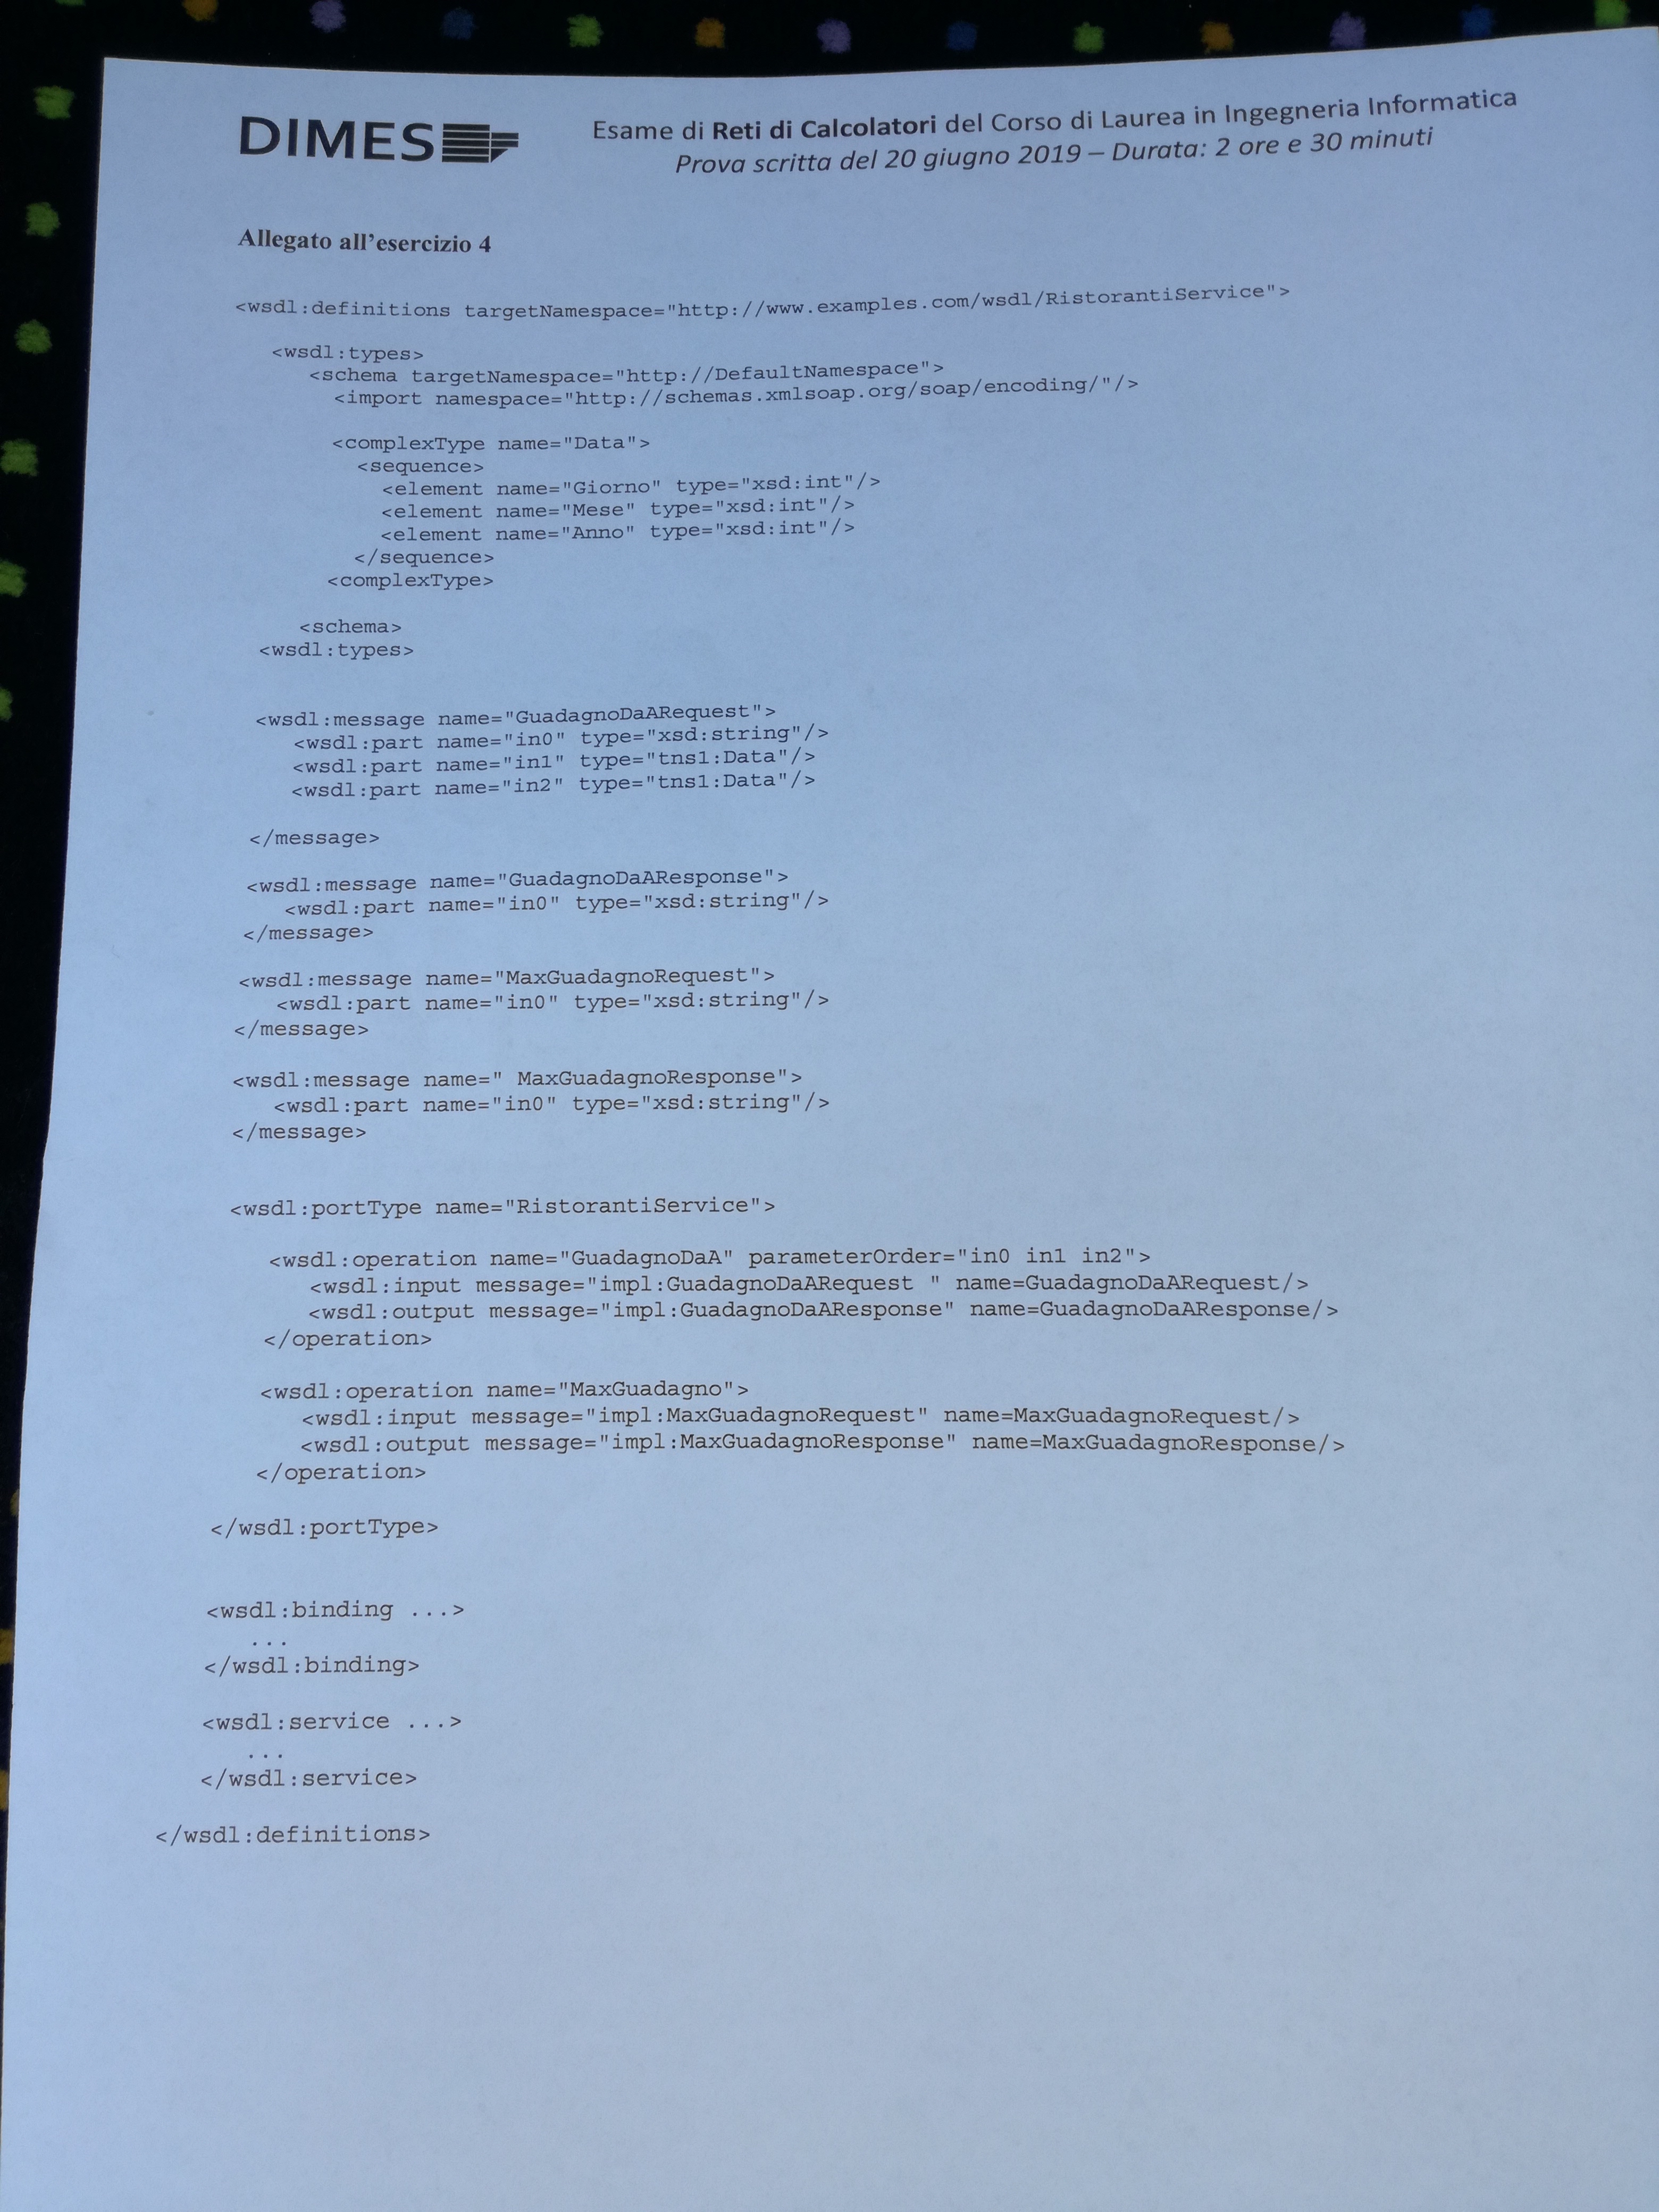 DIMES
Esame di Reti di Calcolatori del Corso di Laurea in Ingegneria Informatica
Prova scritta del 20 giugno 2019 – Durata: 2 ore e 30 minuti
Allegato all'esercizio 4
<wsdl:definitions targetNamespace="http://www.examples.com/wsdl/RistorantiService">
<wsdl:types>
<schema targetNamespace="http://DefaultNamespace">
<import namespace="http://schemas.xmlsoap.org/soap/encoding/"/>
<complexType name="Data">
<sequence>
<element name="Giorno" type="xsd:int"/>
<element name="Mese" type="xsd:int"/>
<element name="Anno" type="xsd:int"/>
</sequence>
<complexType>
<schema>
<wsdl:types>
<wsdl:message name="GuadagnoDaARequest">
<wsdl:part name="in0" type="xsd:string"/>
<wsdl:part name="in1" type="tns1:Data"/>
<wsdl:part name="in2" type="tns1:Data"/>
</message>
<wsdl:message name="GuadagnoDaAResponse">
<wsdl:part name="in0" type="xsd:string"/>
</message>
<wsdl:message name="MaxGuadagnoRequest">
<wsdl:part name="in0" type="xsd:string"/>
</message>
<wsdl:message name=" MaxGuadagnoResponse">
<wsdl:part name="in0" type="xsd:string"/>
</message>
<wsdl:portType name="RistorantiService">
<wsdl:operation name="GuadagnoDaA" parameterOrder="in0 in1 in2">
<wsdl:input message="impl:GuadagnoDaARequest " name=GuadagnoDaARequest/>
<wsdl:output message="impl:GuadagnoDaAResponse" name=GuadagnoDaAResponse/>
</operation>
<wsdl:operation name="MaxGuadagno">
<wsdl:input message="impl:MaxGuadagnoRequest" name=MaxGuadagnoRequest/>
<wsdl:output message="impl:MaxGuadagnoResponse" name=MaxGuadagnoResponse/>
</operation>
</wsdl:portType>
<wsdl:binding ...>
...
</wsdl:binding>
<wsdl:service ...>
...
</wsdl:service>
</wsdl:definitions>